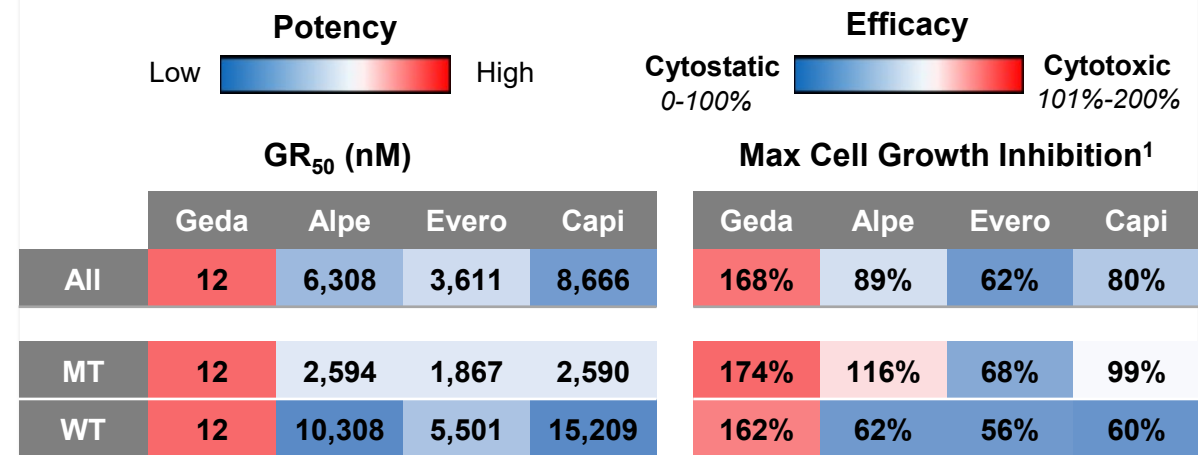 Potency Efficacy
Low High Cytostatic Cytotoxic
0-100% 101%-200%
GR50 (nM) Max Cell Growth Inhibition1
Geda Alpe Evero Capi Geda Alpe Evero Capi
All 12 6,308 3,611 8,666 168% 89% 62% 80%
MT 12 2,594 1,867 2,590 174% 116% 68% 99%
WT 12 10,308 5,501 15,209 162% 62% 56% 60%